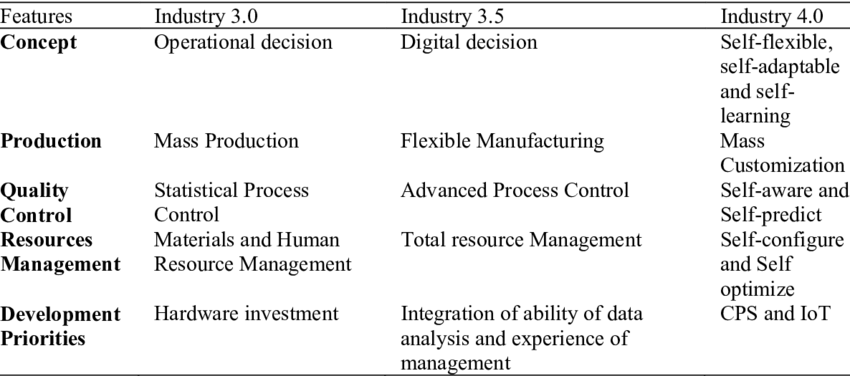 Features Industry 3.0 Industry 3.5 Industry 4.0
Concept Operational decision Digital decision Self-flexible,
self-adaptable
and self-
learning
Production Mass Production Flexible Manufacturing Mass
Customization
Quality Statistical Process Advanced Process Control Self-aware and
Control Control Self-predict
Resources Materials and Human Total resource Management Self-configure
Management Resource Management and Self
optimize
Development Hardware investment Integration of ability of data CPS and IoT
Priorities analysis and experience of
management